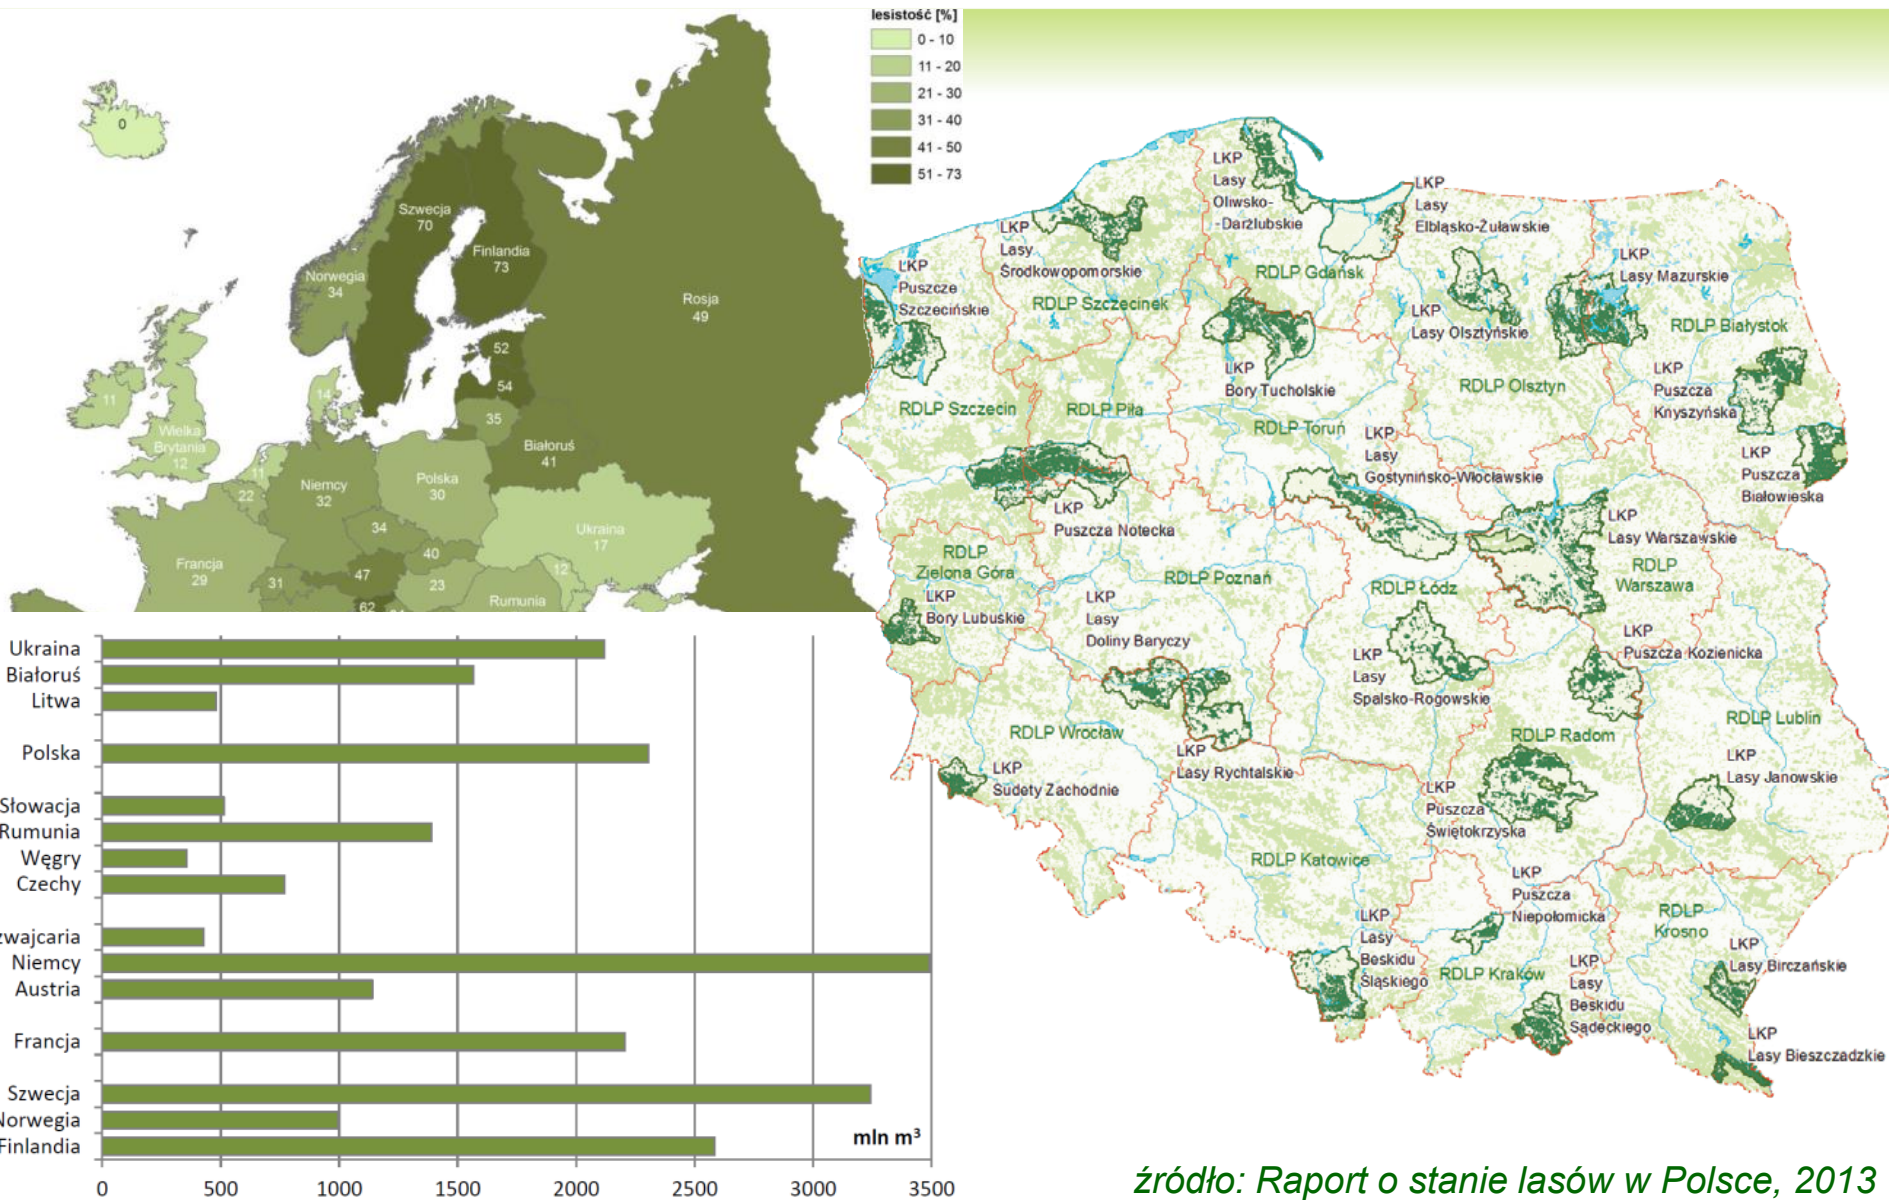 lesistość [%]
0 - 10
11 - 20
21 - 30
31 - 40
41 - 50
51 - 73
0
Szwecja
70
Finlandia
73
Norwegia
34
Rosja
49
52
54
35
14
11
Wielka
Brytania
12
Białoruś
41
11
22
Niemcy
32
Polska
30
34
Ukraina
17
40
Francja
29
31
47
23
12
Rumunia
62
LKP
Lasy
Oliwsko-
-Darżlubskie
LKP
Lasy
Elbląsko-Żuławskie
LKP
Lasy
Środkowopomorskie
LKP
Puszcze
Szczecińskie
RDLP Gdańsk
RDLP Szczecinek
LKP
Lasy Mazurskie
LKP
Lasy Olsztyńskie
RDLP Białystok
LKP
Bory Tucholskie
RDLP Olsztyn
LKP
Puszcza
Knyszyńska
RDLP Szczecin
RDLP Piła
RDLP Toruń
LKP
Lasy
Gostynińsko-Włocławskie
LKP
Puszcza
Białowieska
LKP
Puszcza Notecka
LKP
Lasy Warszawskie
RDLP
Zielona Góra
RDLP Poznań
RDLP Łódź
RDLP
Warszawa
LKP
Bory Lubuskie
LKP
Lasy
Doliny Baryczy
LKP
Puszcza Kozienicka
LKP
Lasy
Spalsko-Rogowskie
RDLP Wrocław
RDLP Radom
RDLP Lublin
LKP
Lasy Rychtalskie
LKP
Sudety Zachodnie
LKP
Lasy Janowskie
LKP
Puszcza
Świętokrzyska
RDLP Katowice
LKP
Puszcza
Niepołomicka
RDLP
Krosno
LKP
Lasy
Beskidu
Śląskiego
RDLP Kraków
LKP
Lasy
Beskidu
Sądeckiego
LKP
Lasy Birczańskie
LKP
Lasy Bieszczadzkie
Ukraina
Białoruś
Litwa
Polska
Słowacja
Rumunia
Węgry
Czechy
zwajcaria
Niemcy
Austria
Francja
Szwecja
Norwegia
Finlandia
mln m³
0 500 1000 1500 2000 2500 3000 3500
źródło: Raport o stanie lasów w Polsce, 2013